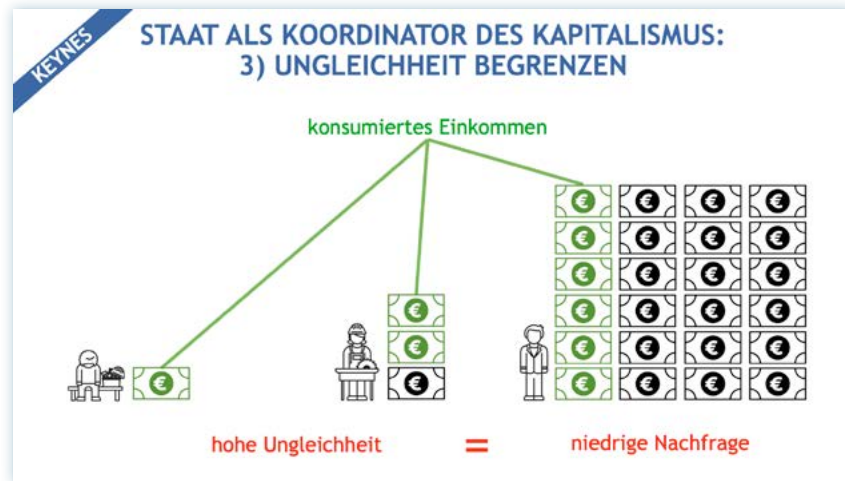 KEYNES
STAAT ALS KOORDINATOR DES KAPITALISMUS:
3) UNGLEICHHEIT BEGRENZEN
konsumiertes Einkommen
€ € € €
€ € € €
€ € € € €
€ € € € €
€ € € € €
€ € € € € €
hohe Ungleichheit = niedrige Nachfrage